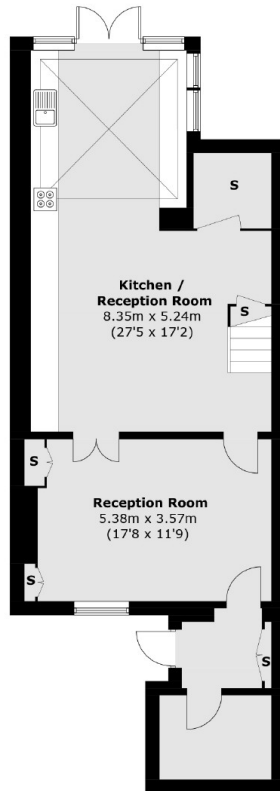 S
Kitchen /
Reception Room
8.35m x 5.24m
(27'5 x 17'2)
S
S
Reception Room
5.38m x 3.57m
(17'8 x 11'9)
S
S